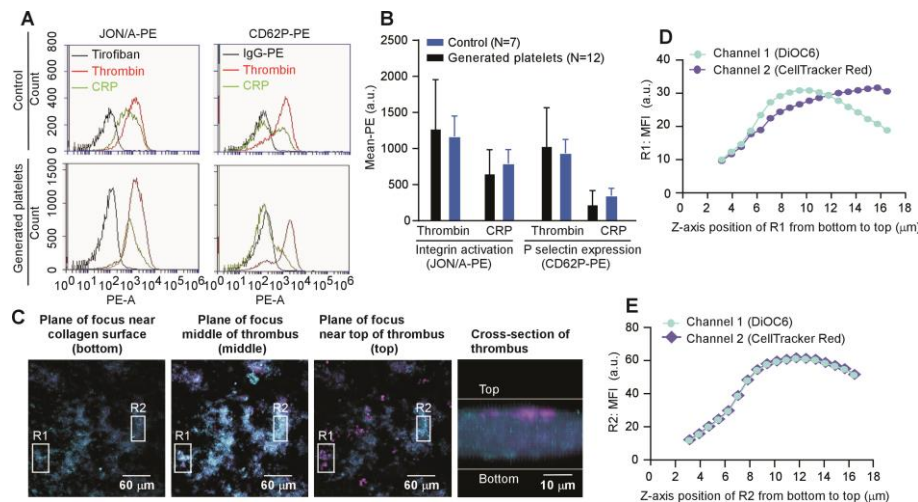 A
JON/A-PE
CD62P-PE
Control
Count
800
600
400
200
0
Tirofiban
Thrombin
CRP
IgG-PE
Thrombin
CRP
Generated platelets
Count
1500
1000
500
0
10^0 10^1 10^2 10^3 10^4 10^5 10^6
10^0 10^1 10^2 10^3 10^4 10^5 10^6
PE-A
PE-A
B
Control (N=7)
Generated platelets (N=12)
Mean-PE (a.u.)
2500
2000
1500
1000
500
0
Thrombin CRP Thrombin CRP
Integrin activation
(JON/A-PE)
P selectin expression
(CD62P-PE)
C
Plane of focus near
collagen surface
(bottom)
Plane of focus
middle of thrombus
(middle)
Plane of focus
near top of thrombus
(top)
Cross-section of
thrombus
R1
R2
60 μm
R1
R2
60 μm
R1
R2
60 μm
Top
Bottom
10 μm
D
Channel 1 (DiOC6)
Channel 2 (CellTracker Red)
R1: MFI (a.u.)
40
30
20
10
0 2 4 6 8 10 12 14 16 18
Z-axis position of R1 from bottom to top (μm)
E
Channel 1 (DiOC6)
Channel 2 (CellTracker Red)
R2: MFI (a.u.)
80
60
40
20
0
0 2 4 6 8 10 12 14 16 18
Z-axis position of R2 from bottom to top (μm)